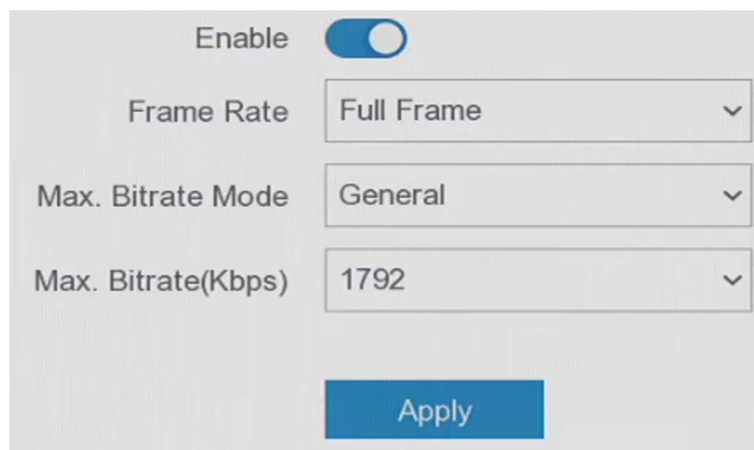 Enable
Frame Rate Full Frame
Max. Bitrate Mode General
Max. Bitrate(Kbps) 1792
Apply